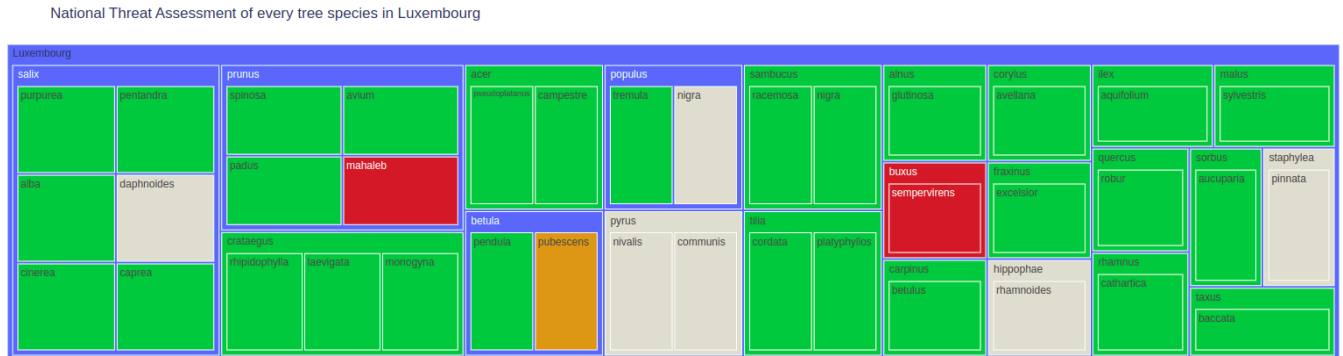 National Threat Assessment of every tree species in Luxembourg
Luxembourg
salix
purpurea
pentandra
alba
daphnoides
cinerea
caprea
prunus
spinosa
avium
padus
mahaleb
crataegus
rhipidophylla
laevigata
monogyna
acer
pseudoplatanus
campestre
betula
pendula
pubescens
populus
tremula
nigra
pyrus
nivalis
communis
sambucus
racemosa
nigra
tilia
cordata
platyphyllos
alnus
glutinosa
buxus
sempervirens
carpinus
betulus
corylus
avellana
fraxinus
excelsior
hippophae
rhamnoides
ilex
aquifolium
malus
sylvestris
quercus
robur
rhamnus
cathartica
sorbus
aucuparia
staphylea
pinnata
taxus
baccata